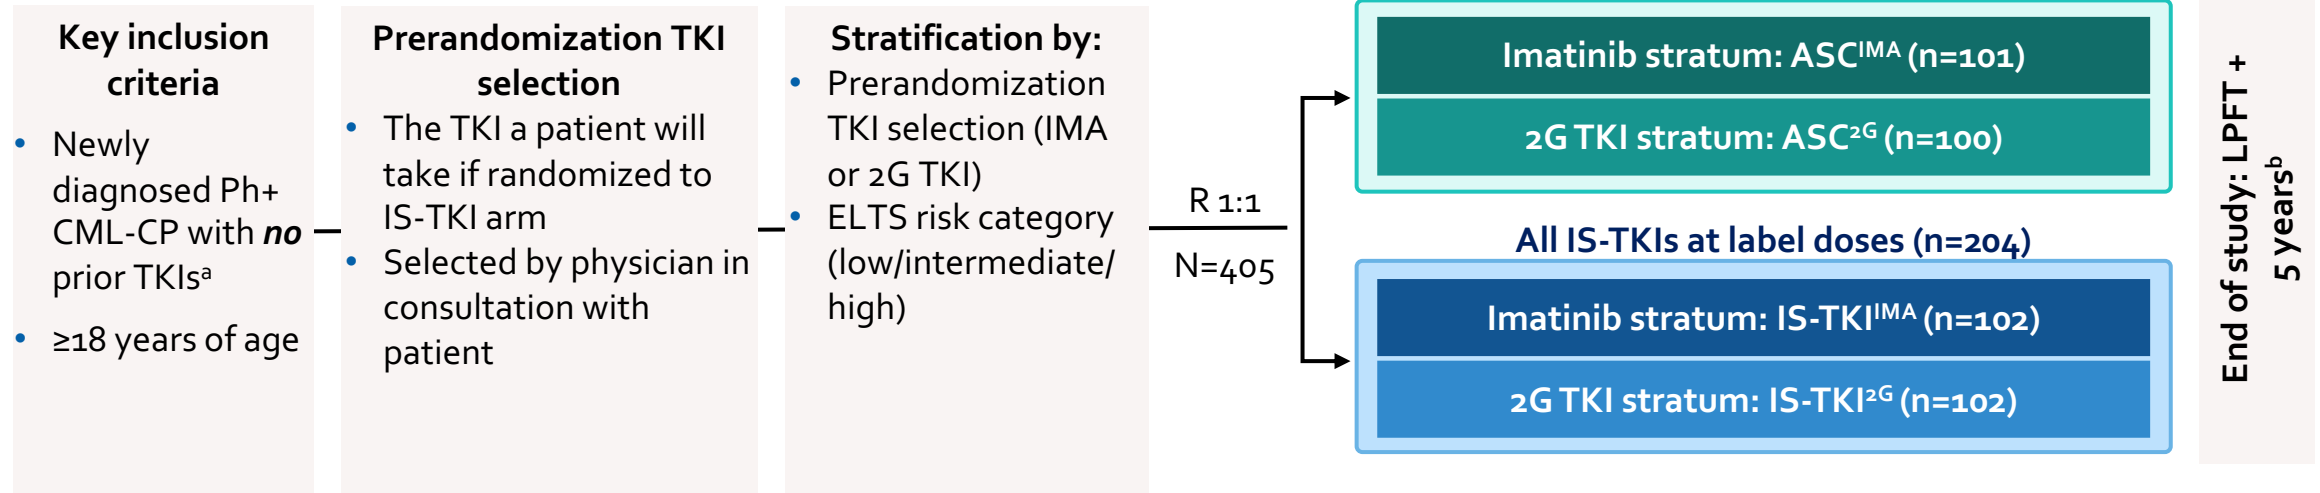 Key inclusion
criteria
• Newly
diagnosed Ph+
CML-CP with no
prior TKIsᵃ
• ≥18 years of age
Prerandomization TKI
selection
• The TKI a patient will
take if randomized to
IS-TKI arm
• Selected by physician in
consultation with
patient
Stratification by:
• Prerandomization
TKI selection (IMA
or 2G TKI)
• ELTS risk category
(low/intermediate/
high)
R 1:1
N=405
Imatinib stratum: ASCᴵᴹᴬ (n=101)
2G TKI stratum: ASC²ᴳ (n=100)
All IS-TKIs at label doses (n=204)
Imatinib stratum: IS-TKIᴵᴹᴬ (n=102)
2G TKI stratum: IS-TKI²ᴳ (n=102)
End of study: LPFT +
5 yearsᵇ